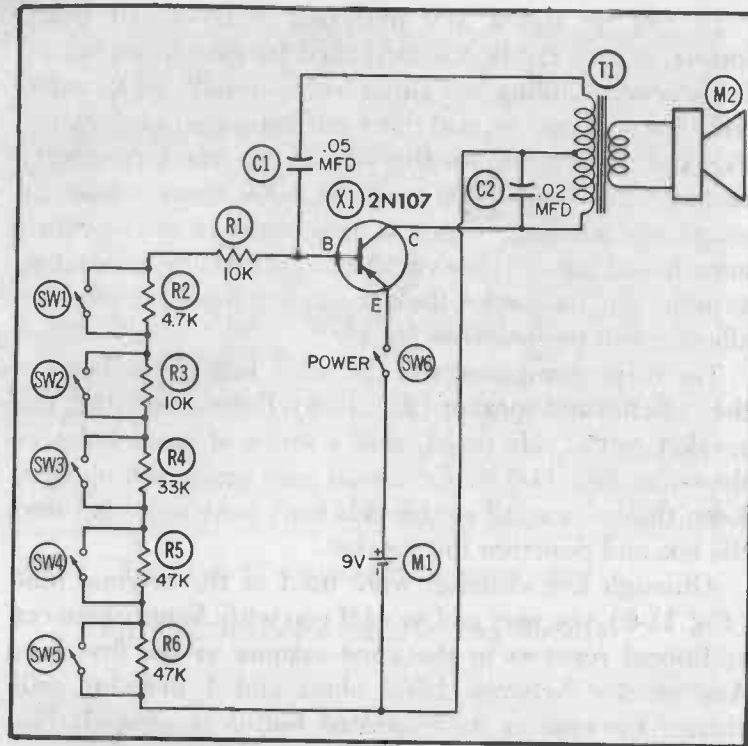 T1
M2
C1
.05
MFD
X1 2N107
C2
.02
MFD
R1
10K
B
C
E
SW1
R2
4.7K
SW2
R3
10K
POWER
SW6
SW3
R4
33K
SW4
R5
47K
9V
M1
SW5
R6
47K